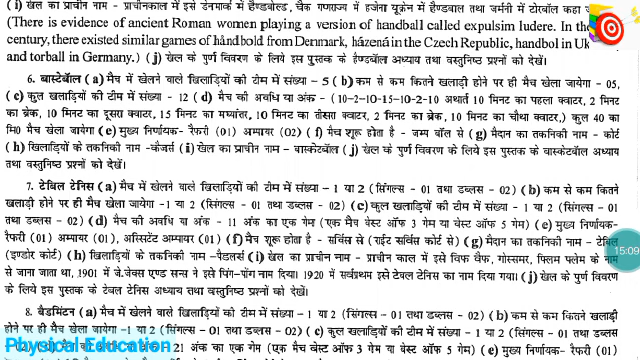 (i) खेल का प्राचीन नाम - प्राचीनकाल में इसे डेनमार्क में हैण्डबोल्ड, चैक गणराज्य में हजेना यूक्रेन में हैण्डवाल तथा जर्मनी में टोरवॉल कहा
(There is evidence of ancient Roman women playing a version of handball called expulsim ludere. In the
century, there existed similar games of håndbold from Denmark, házená in the Czech Republic, handbol in Uk
and torball in Germany.) (j) खेल के पुर्ण विवरण के लिये इस पुस्तक के हैण्डबॅाल अध्याय तथा वस्तुनिष्ठ प्रश्नों को देखें।
6. बास्टेबॅाल (a) मैच में खेलने वाले खिलाड़ियों की टीम में संख्या - 5 (b) कम से कम कितने खलाड़ी होने पर ही मैच खेला जायेगा - 05,
(c) कुल खलाड़ियों की टीम में संख्या - 12 (d) मैच की अवधि या अंक - (10-2-10-15-10-2-10 अथार्त 10 मिनट का पहला क्वाटर, 2 मिनट
का ब्रेक, 10 मिनट का दूसरा क्वाटर, 15 मिनट का मध्यांत्तर, 10 मिनट का तीसरा क्वाटर, 2 मिनट का ब्रेक, 10 मिनट का चौथा क्वाटर,) कुल 40 का
मि0 मैच खेला जायेगा (e) मुख्य निर्णायक- रैफरी (01) अम्पायर (02) (f) मैच शूरू होता है - जम्प बॉल से (g) मैदान का तकनिकी नाम - कोर्ट
(h) खिलाड़ियों के तकनिकी नाम -कैजर्स (i) खेल का प्राचीन नाम - बास्केटबॅाल (j) खेल के पुर्ण विवरण के लिये इस पुस्तक के बास्केटबॅाल अध्याय
तथा वस्तुनिष्ठ प्रश्नों को देखें।
7. टेबिल टेनिस (a) मैच में खेलने वाले खिलाड़ियों की टीम में संख्या - 1 या 2 (सिंगल्स - 01 तथा डब्लस - 02) (b) कम से कम कितने
खलाड़ी होने पर ही मैच खेला जायेगा -1 या 2 (सिंगल्स - 01 तथा डब्लस - 02) (c) कुल खलाड़ियों की टीम में संख्या - 1 या 2 (सिंगल्स - 01
तथा डब्लस - 02) (d) मैच की अवधि या अंक - 11 अंक का एक गेम (एक मैच वेस्ट ऑफ 3 गेम या वेस्ट ऑफ 5 गेम) (e) मुख्य निर्णायक-
रैफरी (01) अम्पायर (01), अस्सिटेंट अम्पायर (01) (f) मैच शूरू होता है - सर्विस से (राईट सर्विस कोर्ट से) (g) मैदान का तकनिकी नाम - टेबिल
(इण्डोर कोर्ट) (h) खिलाड़ियों के तकनिकी नाम -पैडलर्स (i) खेल का प्राचीन नाम - प्राचीन काल में इसे विफ वैफ, गोस्समर, फ्लिम फ्लेम के नाम
से जाना जाता था, 1901 में जे.जेक्स एण्ड सन्स ने इसे पिंग-पोंग नाम दिया। 1920 में सर्वप्रथम इसे टेवल टेनिस का नाम दिया गया। (j) खेल के पुर्ण विवरण
के लिये इस पुस्तक के टेबल टेनिस अध्याय तथा वस्तुनिष्ठ प्रश्नों को देखें।
15:09
8. बैडमिंटन (a) मैच में खेलने वाले खिलाड़ियों की टीम में संख्या -1 या 2 (सिंगल्स - 01 तथा डब्लस - 02) (b) कम से कम कितने खलाड़ी
होने पर ही मैच खेला जायेगा -1 या 2 (सिंगल्स - 01 तथा डब्लस - 02) (c) कुल खलाड़ियों की टीम में संख्या -1 या 2 (सिंगल्स - 01 तथा डब्लस
21 अंक का एक गेम (एक मैच वेस्ट ऑफ 3 गेम या वेस्ट ऑफ 5 गेम) (e) मुख्य निर्णायक- रैफरी (01)
Physical Education